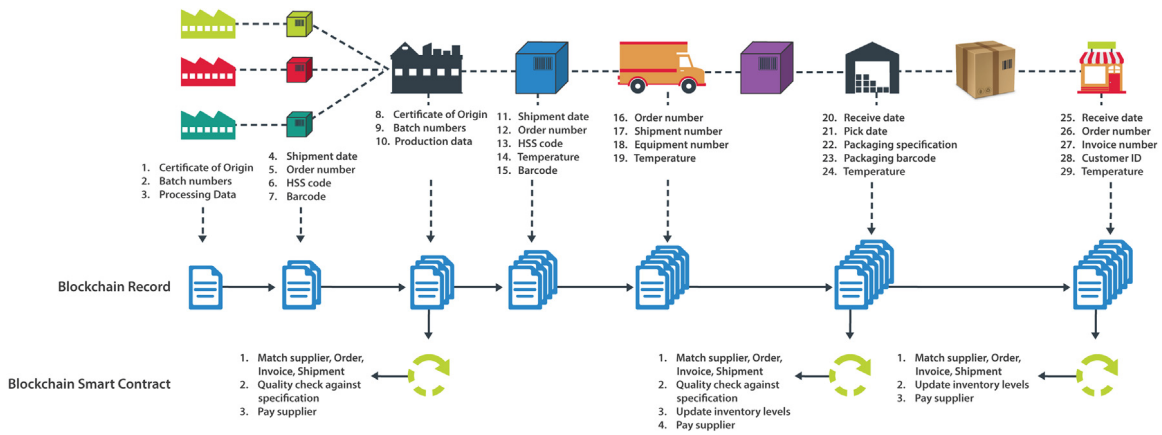 1. Certificate of Origin
2. Batch numbers
3. Processing Data
4. Shipment date
5. Order number
6. HSS code
7. Barcode
8. Certificate of Origin
9. Batch numbers
10. Production data
11. Shipment date
12. Order number
13. HSS code
14. Temperature
15. Barcode
16. Order number
17. Shipment number
18. Equipment number
19. Temperature
20. Receive date
21. Pick date
22. Packaging specification
23. Packaging barcode
24. Temperature
25. Receive date
26. Order number
27. Invoice number
28. Customer ID
29. Temperature
Blockchain Record
Blockchain Smart Contract
1. Match supplier, Order,
Invoice, Shipment
2. Quality check against
specification
3. Pay supplier
1. Match supplier, Order,
Invoice, Shipment
2. Quality check against
specification
3. Update inventory levels
4. Pay supplier
1. Match supplier, Order,
Invoice, Shipment
2. Update inventory levels
3. Pay supplier